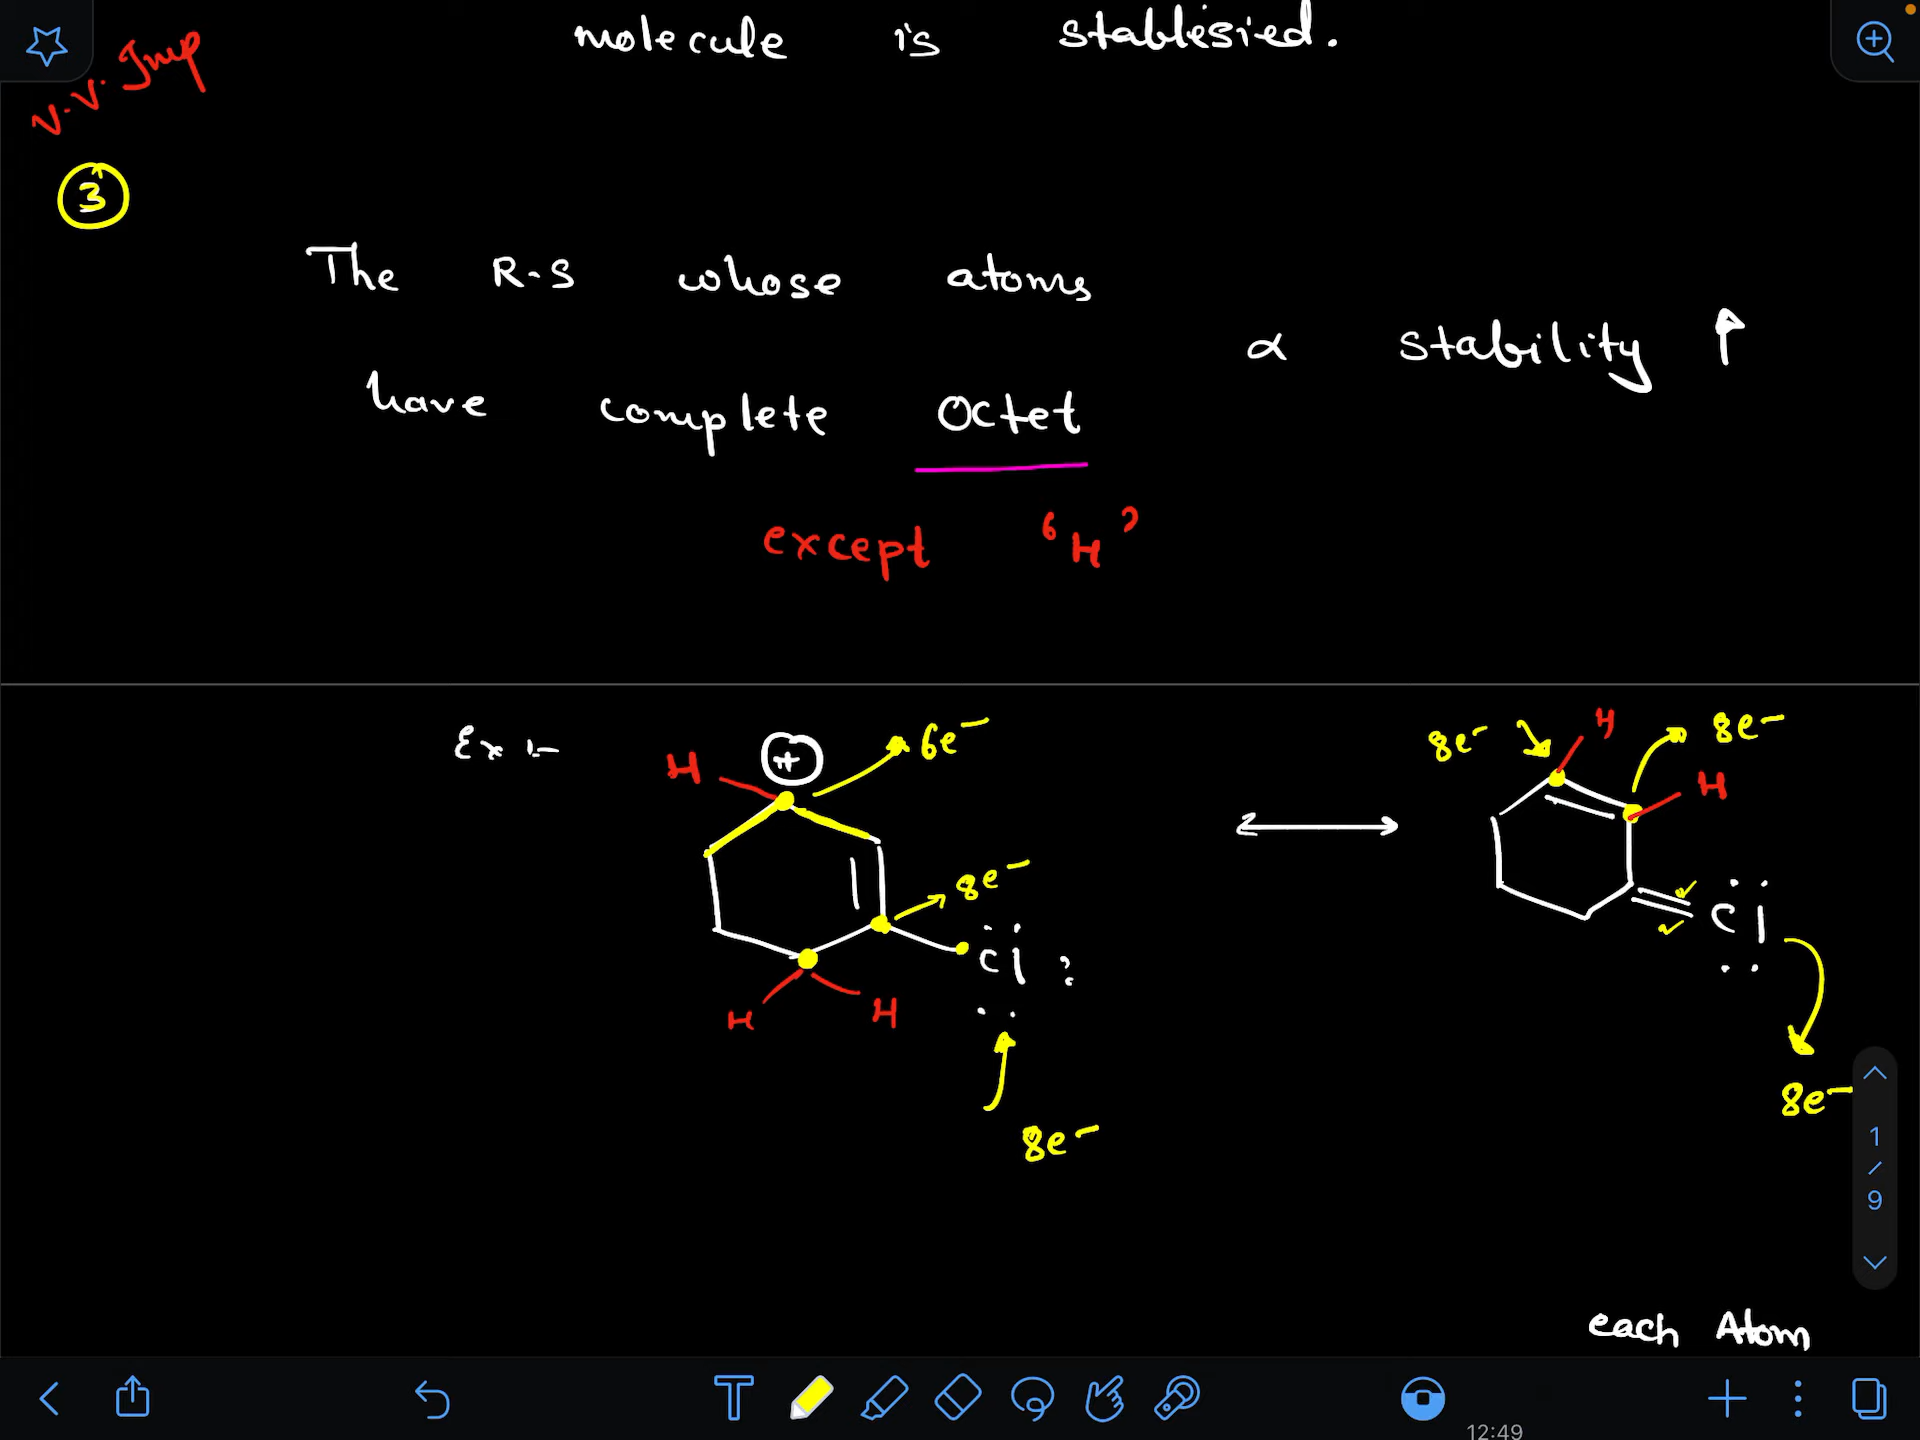 molecule is stablesied.
V.V.Imp
3
The R-S whose atoms
have complete Octet
∝ stability ↑
except 'H'
Ex :-
H + 6e⁻
8e⁻
Cl
H H
8e⁻
8e⁻ H 8e⁻
H
Cl
8e⁻
1
/
9
each Atom
T
12:49